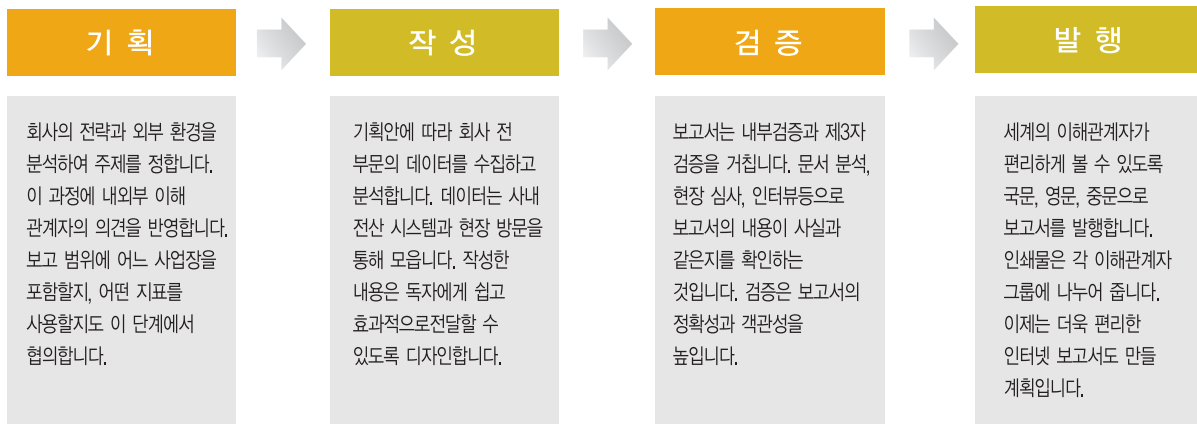 기 획
회사의 전략과 외부 환경을
분석하여 주제를 정합니다.
이 과정에 내외부 이해
관계자의 의견을 반영합니다.
보고 범위에 어느 사업장을
포함할지, 어떤 지표를
사용할지도 이 단계에서
협의합니다.
작 성
기획안에 따라 회사 전
부문의 데이터를 수집하고
분석합니다. 데이터는 사내
전산 시스템과 현장 방문을
통해 모읍니다. 작성한
내용은 독자에게 쉽고
효과적으로전달할 수
있도록 디자인합니다.
검 증
보고서는 내부검증과 제3자
검증을 거칩니다. 문서 분석,
현장 심사, 인터뷰등으로
보고서의 내용이 사실과
같은지를 확인하는
것입니다. 검증은 보고서의
정확성과 객관성을
높입니다.
발 행
세계의 이해관계자가
편리하게 볼 수 있도록
국문, 영문, 중문으로
보고서를 발행합니다.
인쇄물은 각 이해관계자
그룹에 나누어 줍니다.
이제는 더욱 편리한
인터넷 보고서도 만들
계획입니다.